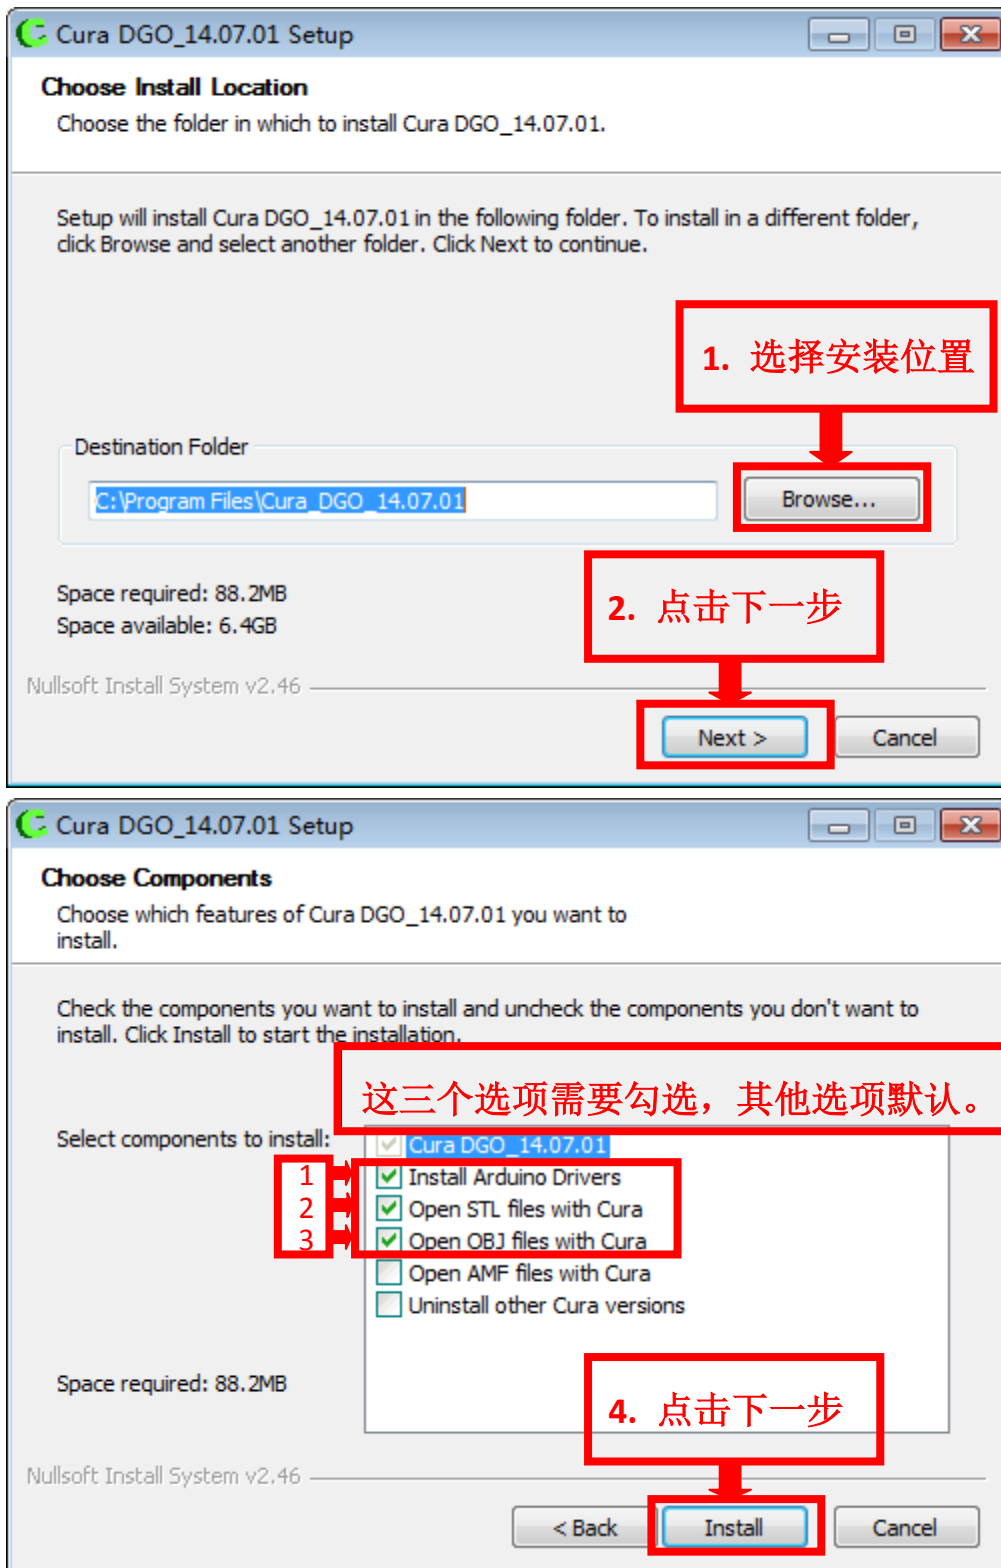 Cura DGO_14.07.01 Setup
Choose Install Location
Choose the folder in which to install Cura DGO_14.07.01.
Setup will install Cura DGO_14.07.01 in the following folder. To install in a different folder,
click Browse and select another folder. Click Next to continue.
1. 选择安装位置
Destination Folder
C:\Program Files\Cura_DGO_14.07.01
Browse...
Space required: 88.2MB
Space available: 6.4GB
2. 点击下一步
Nullsoft Install System v2.46
Next >
Cancel
Cura DGO_14.07.01 Setup
Choose Components
Choose which features of Cura DGO_14.07.01 you want to
install.
Check the components you want to install and uncheck the components you don't want to
install. Click Install to start the installation.
这三个选项需要勾选，其他选项默认。
Select components to install:
Cura DGO_14.07.01
1
Install Arduino Drivers
2
Open STL files with Cura
3
Open OBJ files with Cura
Open AMF files with Cura
Uninstall other Cura versions
Space required: 88.2MB
4. 点击下一步
Nullsoft Install System v2.46
< Back
Install
Cancel